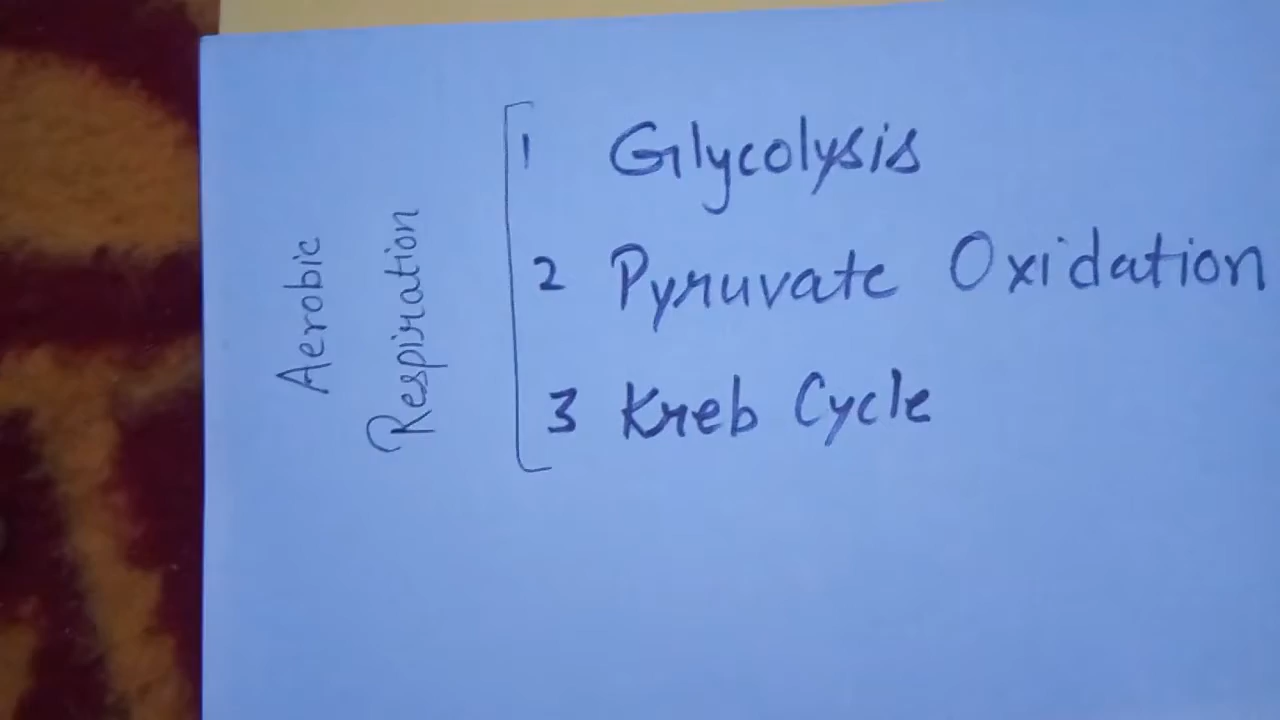 Aerobic
Respiration
1 Glycolysis
2 Pyruvate Oxidation
3 Kreb Cycle